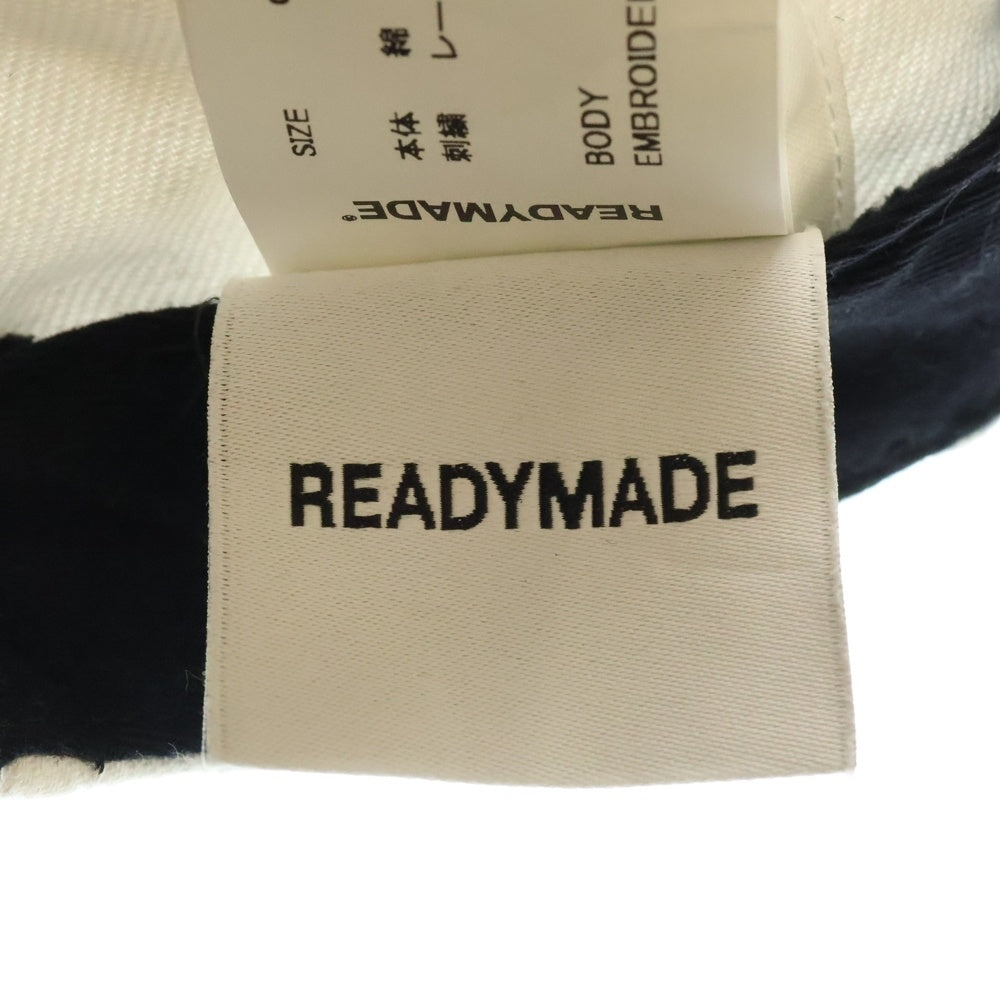 SIZE
本体 綿
刺繍 レー
BODY
EMBROIDE
READYMADE®
READYMADE